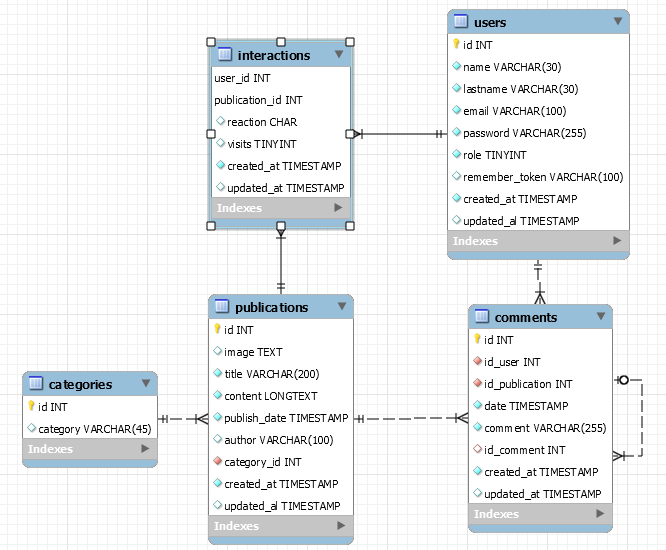 interactions
user_id INT
publication_id INT
reaction CHAR
visits TINYINT
created_at TIMESTAMP
updated_at TIMESTAMP
Indexes
users
id INT
name VARCHAR(30)
lastname VARCHAR(30)
email VARCHAR(100)
password VARCHAR(255)
role TINYINT
remember_token VARCHAR(100)
created_at TIMESTAMP
updated_al TIMESTAMP
Indexes
publications
id INT
image TEXT
title VARCHAR(200)
content LONGTEXT
publish_date TIMESTAMP
author VARCHAR(100)
category_id INT
created_at TIMESTAMP
updated_al TIMESTAMP
Indexes
categories
id INT
category VARCHAR(45)
Indexes
comments
id INT
id_user INT
id_publication INT
date TIMESTAMP
comment VARCHAR(255)
id_comment INT
created_at TIMESTAMP
updated_at TIMESTAMP
Indexes